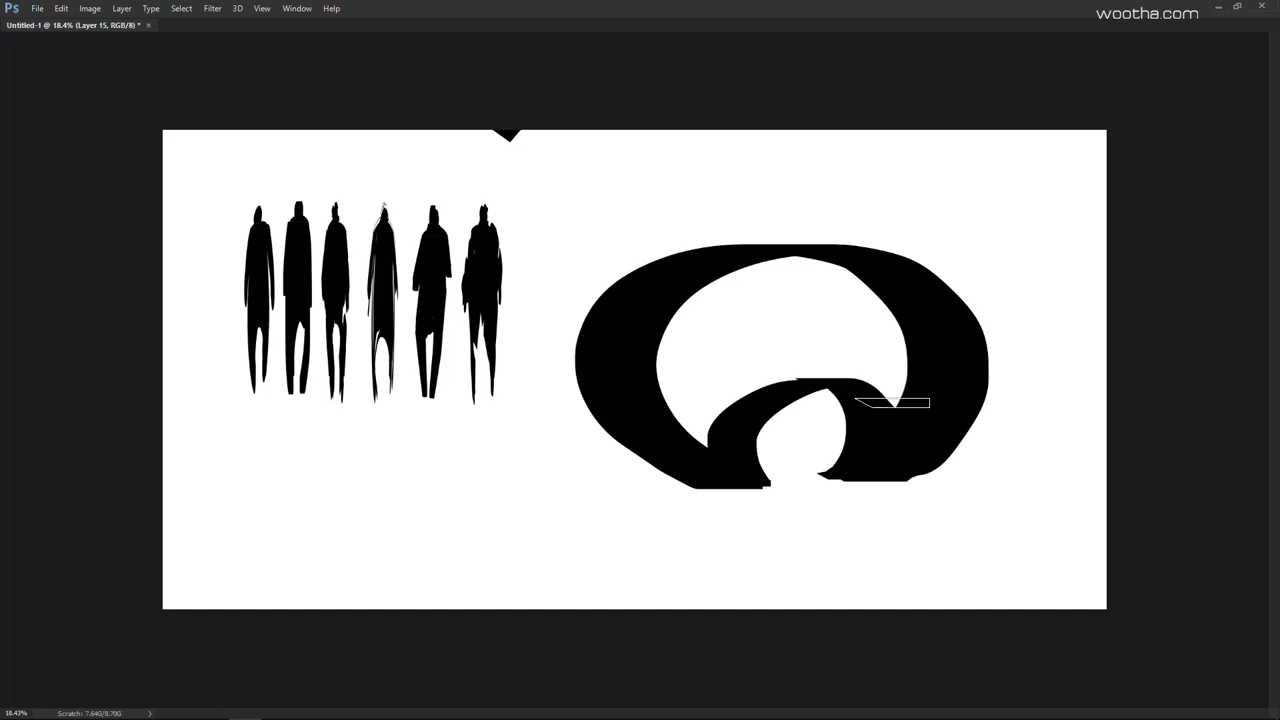 Ps File Edit Image Layer Type Select Filter 3D View Window Help
wootha.com
Untitled-1 @ 18.4% (Layer 15, RGB/8) * ×
18.43% Scratch: 7.64G/8.70G